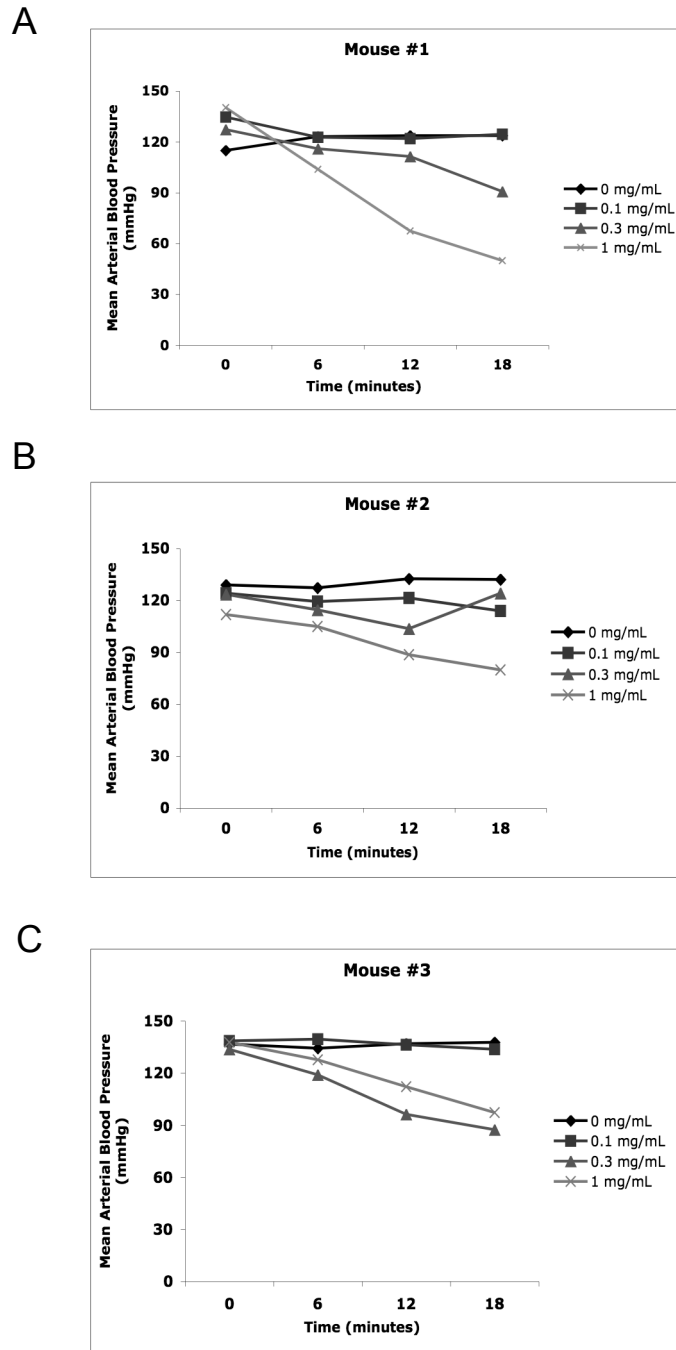 A
Mouse #1
Mean Arterial Blood Pressure
(mmHg)
150
120
90
60
30
0
0 6 12 18
Time (minutes)
0 mg/mL
0.1 mg/mL
0.3 mg/mL
1 mg/mL
B
Mouse #2
Mean Arterial Blood Pressure
(mmHg)
150
120
90
60
30
0
0 6 12 18
Time (minutes)
0 mg/mL
0.1 mg/mL
0.3 mg/mL
1 mg/mL
C
Mouse #3
Mean Arterial Blood Pressure
(mmHg)
150
120
90
60
30
0
0 6 12 18
Time (minutes)
0 mg/mL
0.1 mg/mL
0.3 mg/mL
1 mg/mL